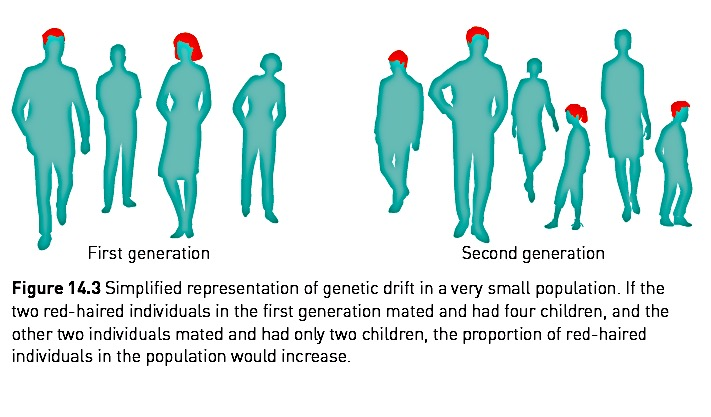 First generation
Second generation
Figure 14.3 Simplified representation of genetic drift in a very small population. If the
two red-haired individuals in the first generation mated and had four children, and the
other two individuals mated and had only two children, the proportion of red-haired
individuals in the population would increase.